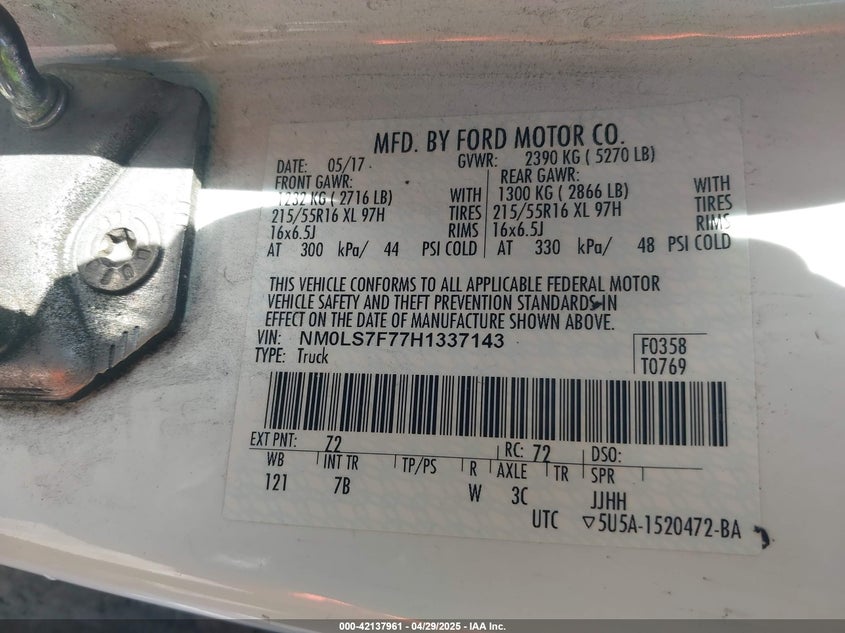 MFD. BY FORD MOTOR CO.
DATE: 05/17 GVWR: 2390 KG ( 5270 LB)
FRONT GAWR: REAR GAWR:
1232 KG ( 2716 LB) WITH 1300 KG ( 2866 LB) WITH
215/55R16 XL 97H TIRES 215/55R16 XL 97H TIRES
16x6.5J RIMS 16x6.5J RIMS
AT 300 kPa/ 44 PSI COLD AT 330 kPa/ 48 PSI COLD
THIS VEHICLE CONFORMS TO ALL APPLICABLE FEDERAL MOTOR
VEHICLE SAFETY AND THEFT PREVENTION STANDARDS IN
EFFECT ON THE DATE OF MANUFACTURE SHOWN ABOVE.
VIN: NM0LS7F77H1337143
TYPE: Truck
F0358
T0769
EXT PNT: Z2 RC: 72 DSO:
WB INT TR TP/PS R AXLE TR SPR
121 7B W 3C JJHH
UTC ▽5U5A-1520472-BA
000-42137961 - 04/29/2025 - IAA Inc.